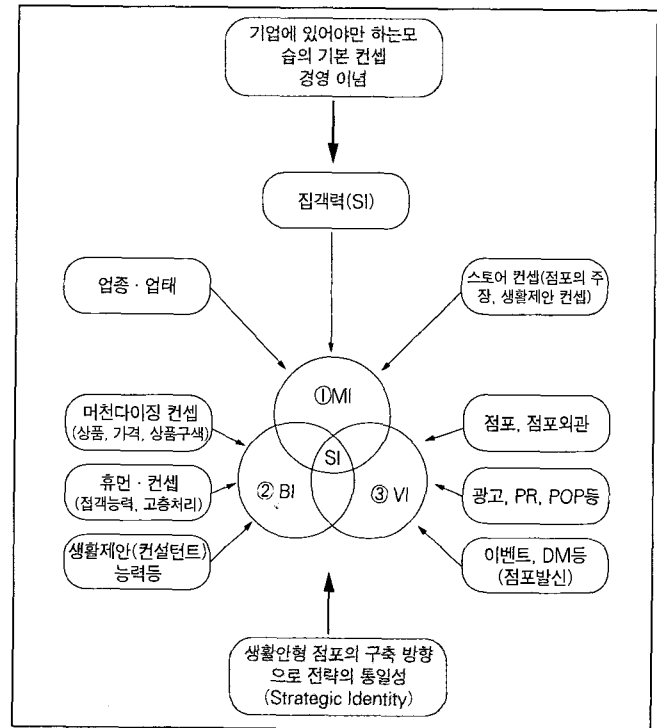 기업에 있어야만 하는모
습의 기본 컨셉
경영 이념
집객력(SI)
업종 · 업태
스토어 컨셉(점포의 주
장, 생활제안 컨셉)
①MI
머천다이징 컨셉
(상품, 가격, 상품구색)
점포, 점포외관
SI
휴먼 · 컨셉
(접객능력, 고층처리)
② BI
③ VI
광고, PR, POP등
생활제안(컨설턴트)
능력등
이벤트, DM등
(점포발신)
생활안형 점포의 구축 방향
으로 전략의 통일성
(Strategic Identity)